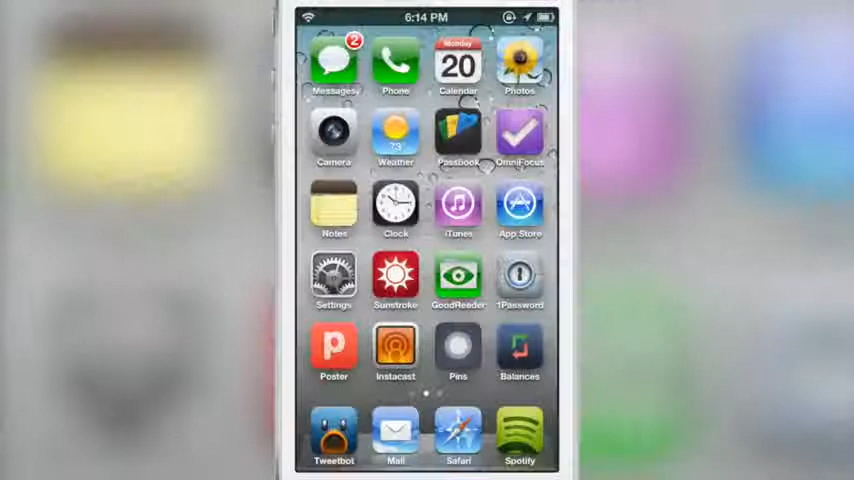 6:14 PM
2
Monday
20
Messages Phone Calendar Photos
73
Camera Weather Passbook OmniFocus
Notes Clock iTunes App Store
Settings Sunstroke GoodReader 1Password
P
Poster Instacast Pins Balances
Tweetbot Mail Safari Spotify